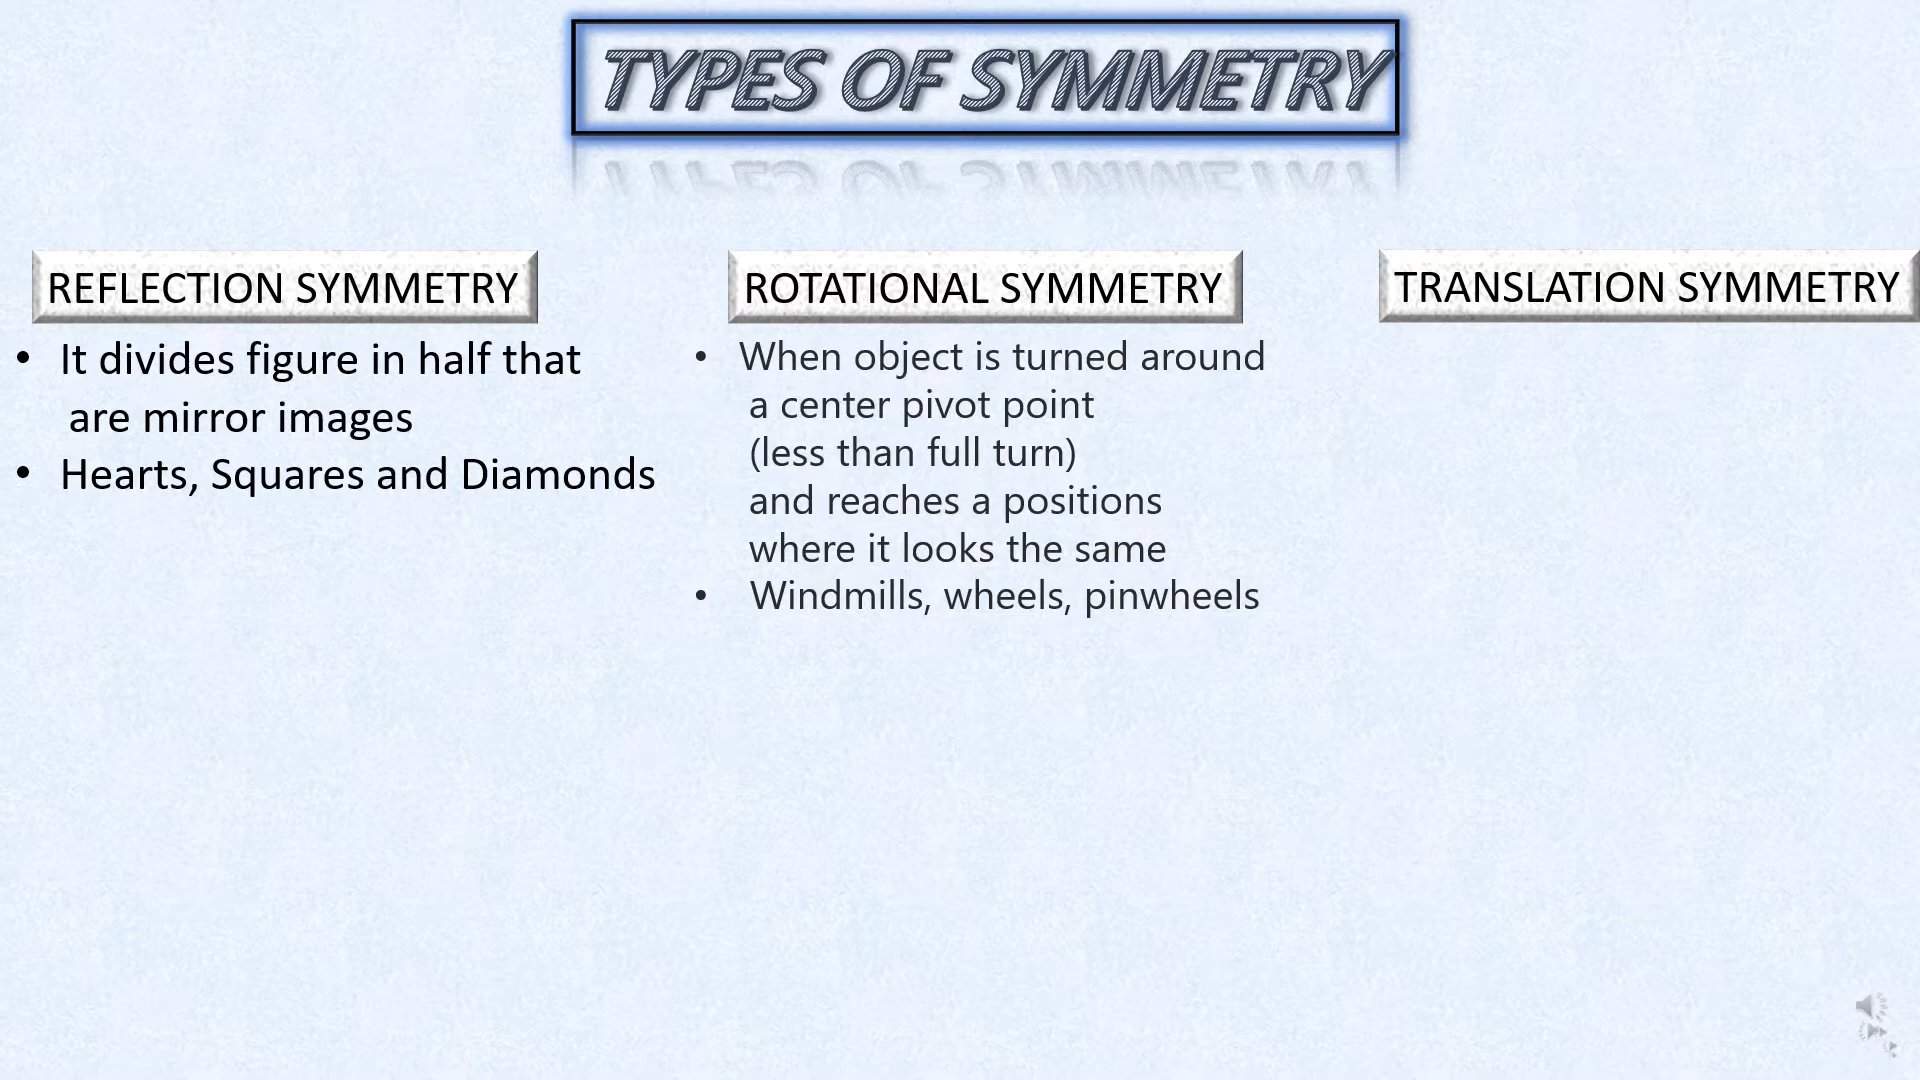 TYPES OF SYMMETRY
REFLECTION SYMMETRY
• It divides figure in half that
are mirror images
• Hearts, Squares and Diamonds
ROTATIONAL SYMMETRY
• When object is turned around
a center pivot point
(less than full turn)
and reaches a positions
where it looks the same
• Windmills, wheels, pinwheels
TRANSLATION SYMMETRY